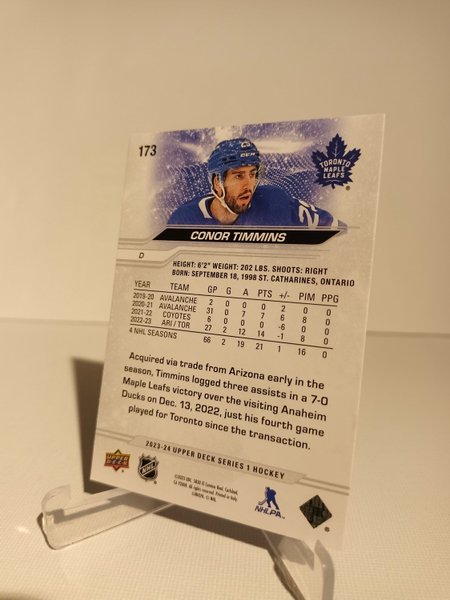 173
TORONTO
MAPLE
LEAFS
CONOR TIMMINS
D
HEIGHT: 6'2" WEIGHT: 202 LBS. SHOOTS: RIGHT
BORN: SEPTEMBER 18, 1998 ST. CATHARINES, ONTARIO
YEAR TEAM GP G A PTS +/- PIM PPG
2019-20 AVALANCHE 2 0 0 0 2 0 0
2020-21 AVALANCHE 31 0 7 7 6 8 0
2021-22 COYOTES 6 0 0 0 -6 0 0
2022-23 ARI / TOR 27 2 12 14 -1 8 0
4 NHL SEASONS 66 2 19 21 1 16 0
Acquired via trade from Arizona early in the
season, Timmins logged three assists in a 7-0
Maple Leafs victory over the visiting Anaheim
Ducks on Dec. 13, 2022, just his fourth game
played for Toronto since the transaction.
2023-24 UPPER DECK SERIES 1 HOCKEY
UPPER DECK
NHL
NHLPA